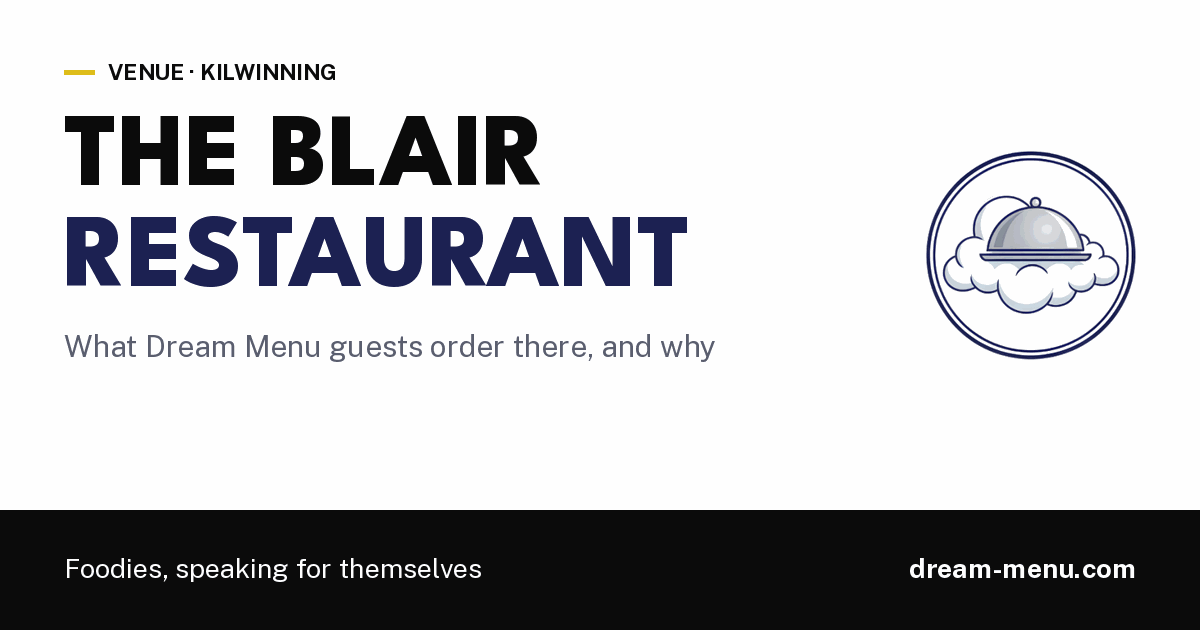 VENUE · KILWINNING
THE BLAIR
RESTAURANT
What Dream Menu guests order there, and why
Foodies, speaking for themselves
dream-menu.com